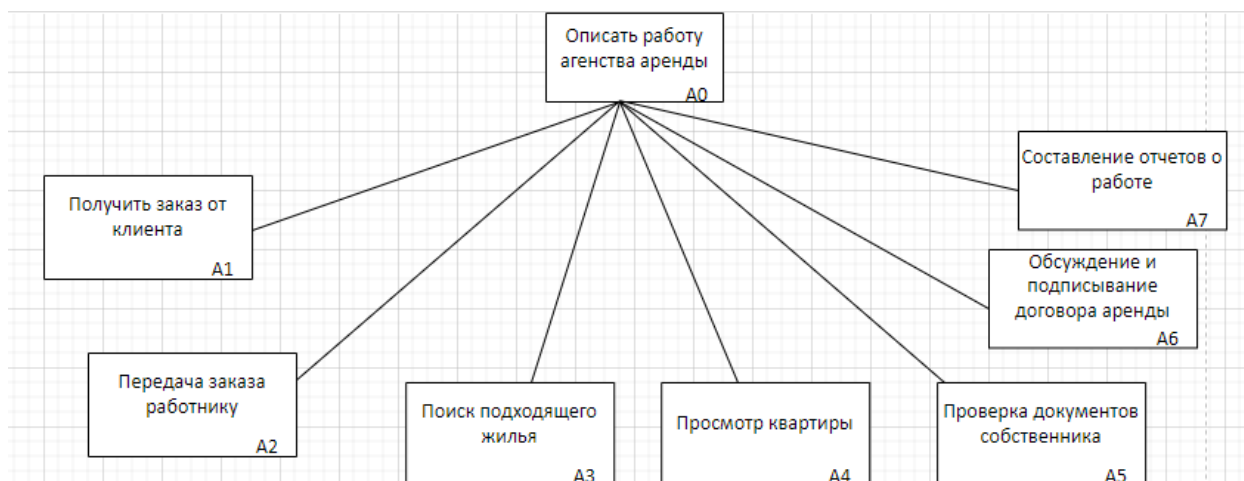 Описать работу
агенства аренды
A0
Получить заказ от
клиента
A1
Передача заказа
работнику
A2
Поиск подходящего
жилья
A3
Просмотр квартиры
A4
Проверка документов
собственника
A5
Обсуждение и
подписывание
договора аренды
A6
Составление отчетов о
работе
A7